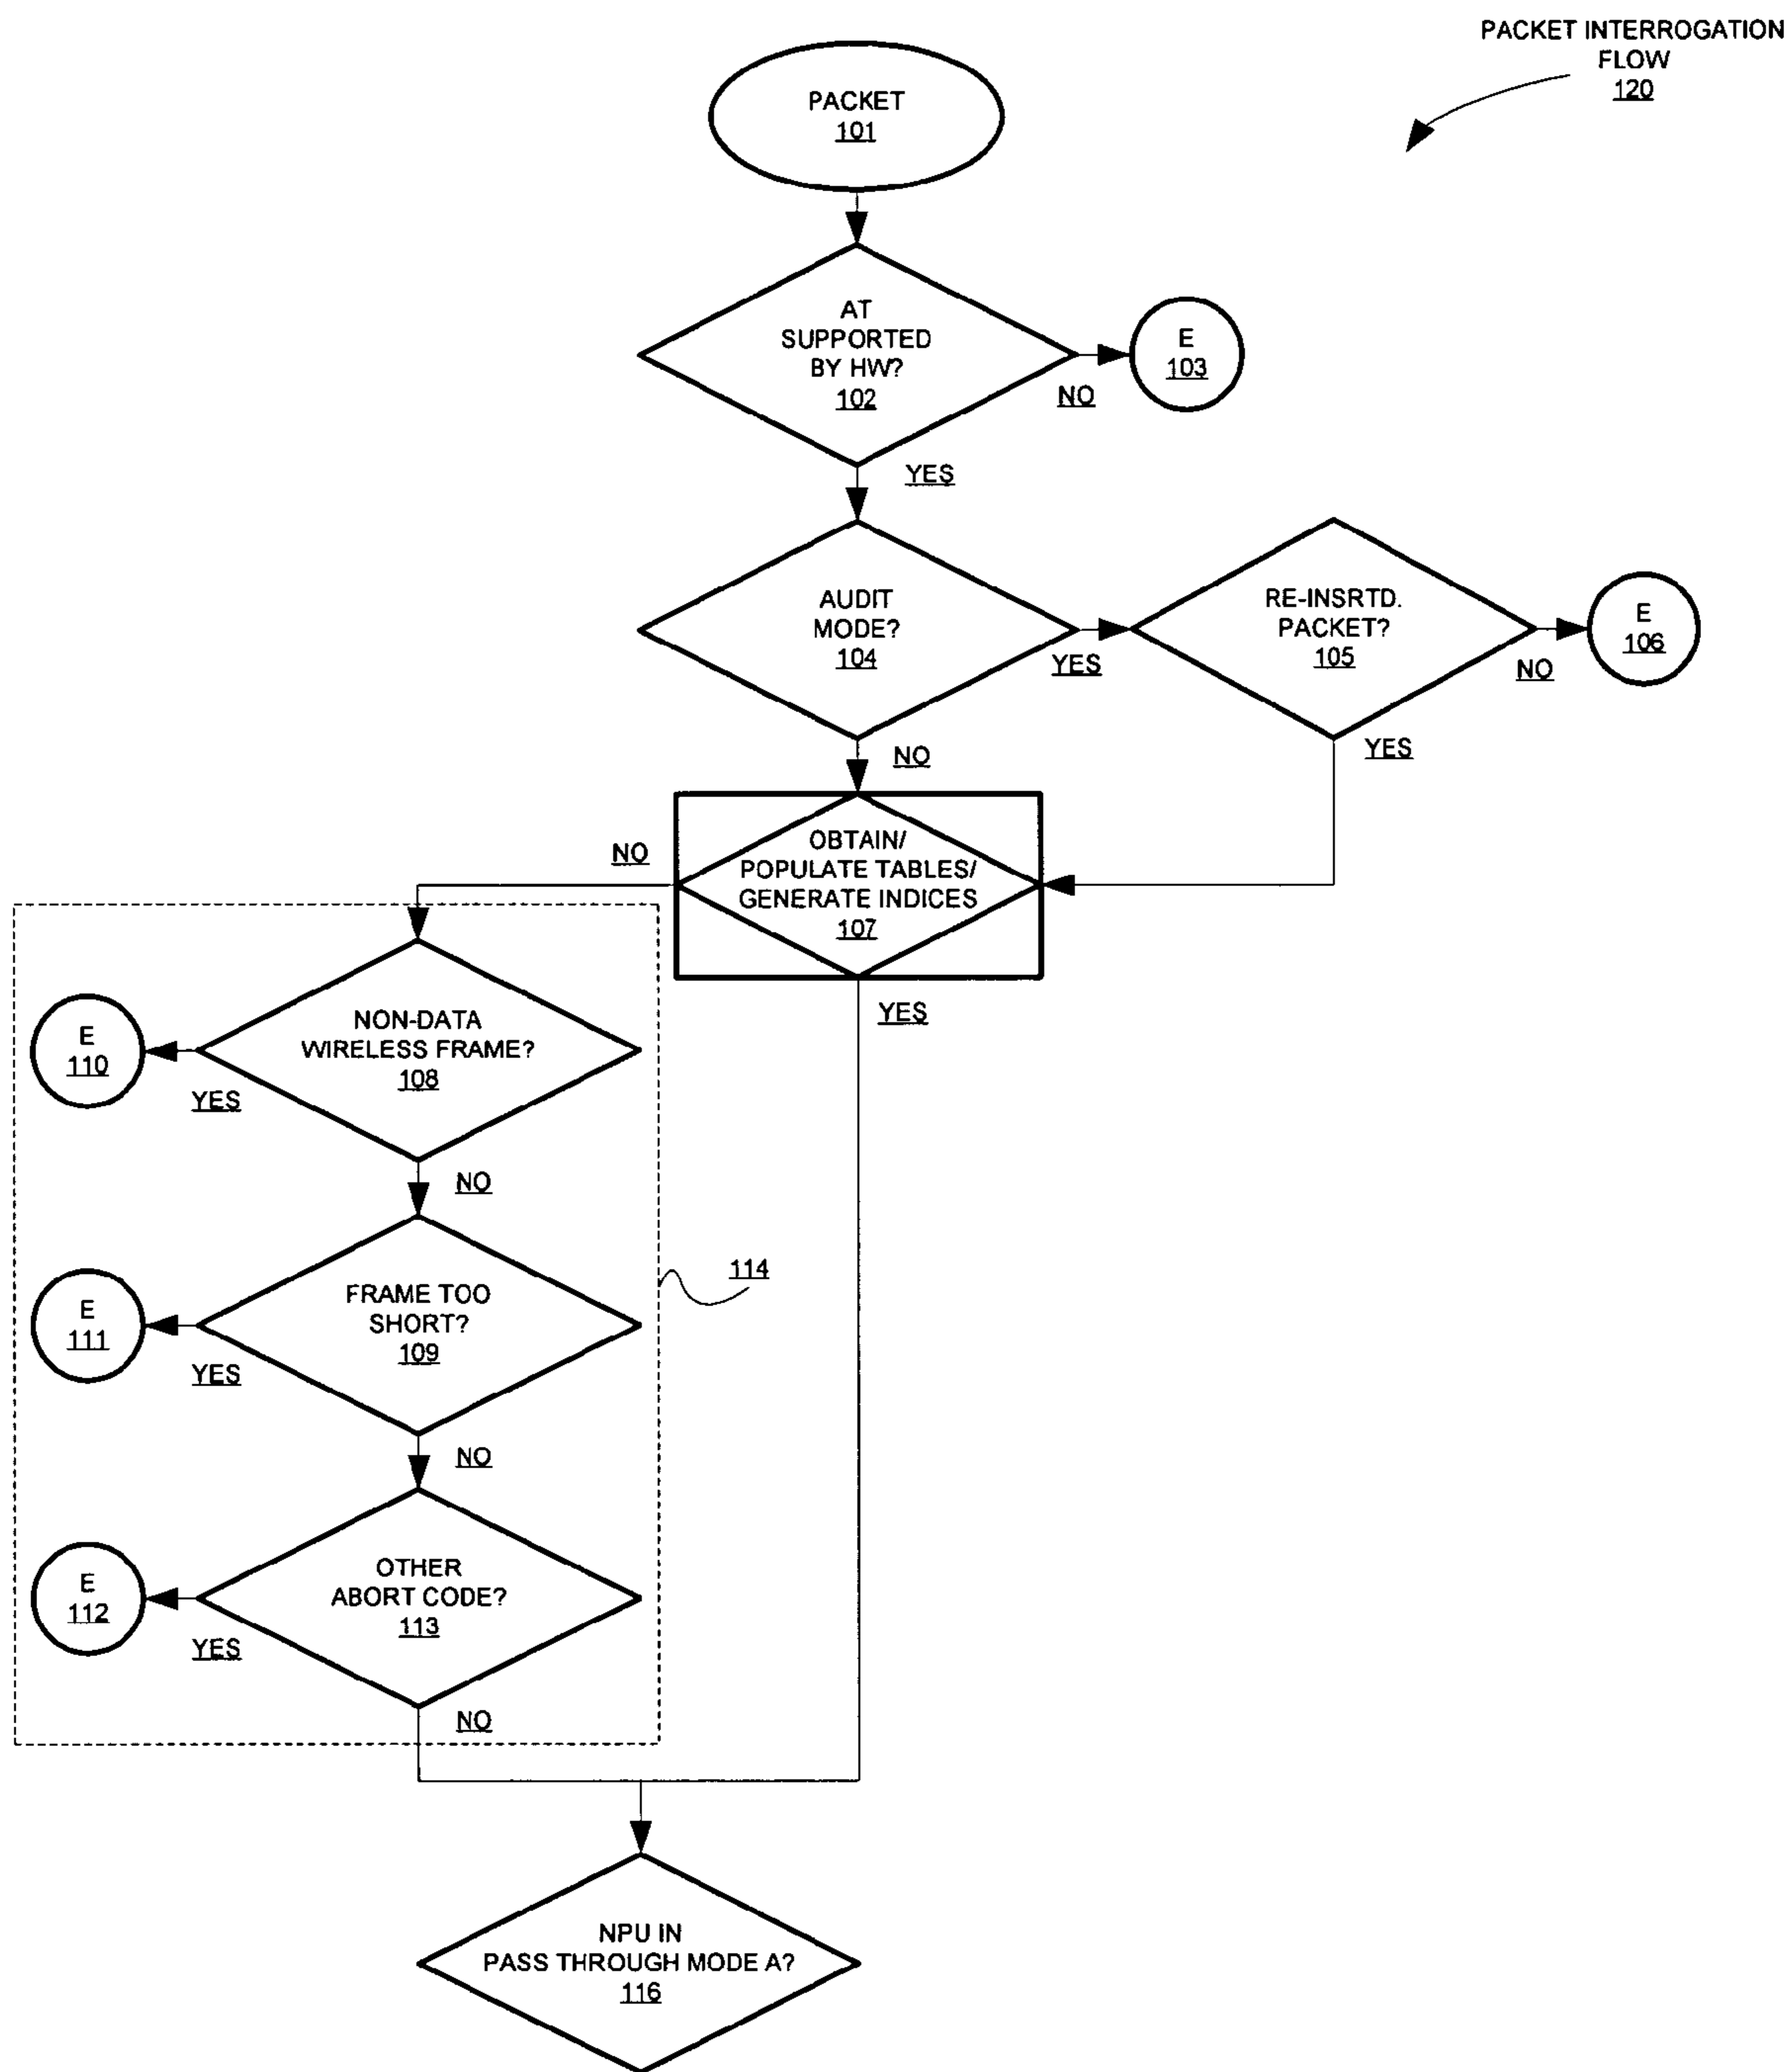 PACKET INTERROGATION
FLOW
120
PACKET
101
AT
SUPPORTED
BY HW?
102
NO
E
103
YES
AUDIT
MODE?
104
YES
RE-INSRTD.
PACKET?
105
NO
E
106
YES
NO
OBTAIN/
POPULATE TABLES/
GENERATE INDICES
107
NO
YES
NON-DATA
WIRELESS FRAME?
108
YES
E
110
NO
FRAME TOO
SHORT?
109
YES
E
111
114
NO
OTHER
ABORT CODE?
113
YES
E
112
NO
NPU IN
PASS THROUGH MODE A?
116